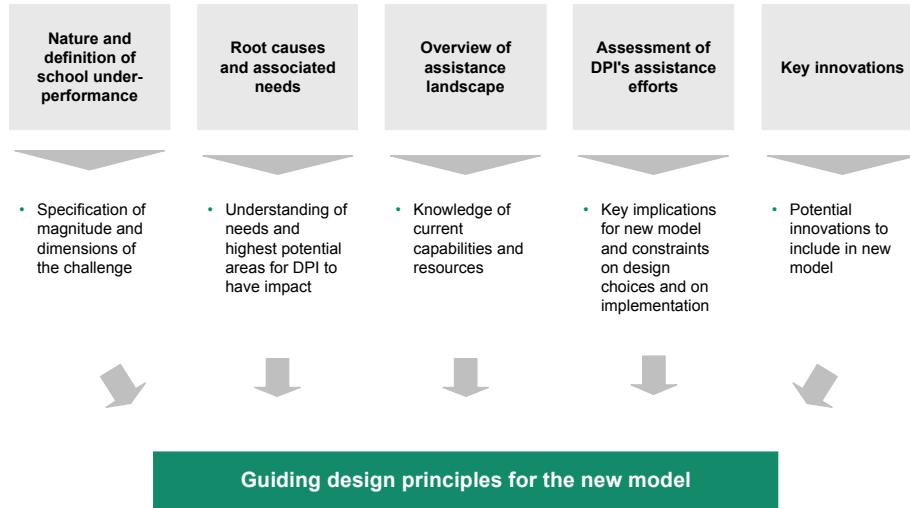 Nature and
definition of
school under-
performance
Root causes
and associated
needs
Overview of
assistance
landscape
Assessment of
DPI's assistance
efforts
Key innovations
• Specification of
magnitude and
dimensions of
the challenge
• Understanding of
needs and
highest potential
areas for DPI to
have impact
• Knowledge of
current
capabilities and
resources
• Key implications
for new model
and constraints
on design
choices and on
implementation
• Potential
innovations to
include in new
model
Guiding design principles for the new model